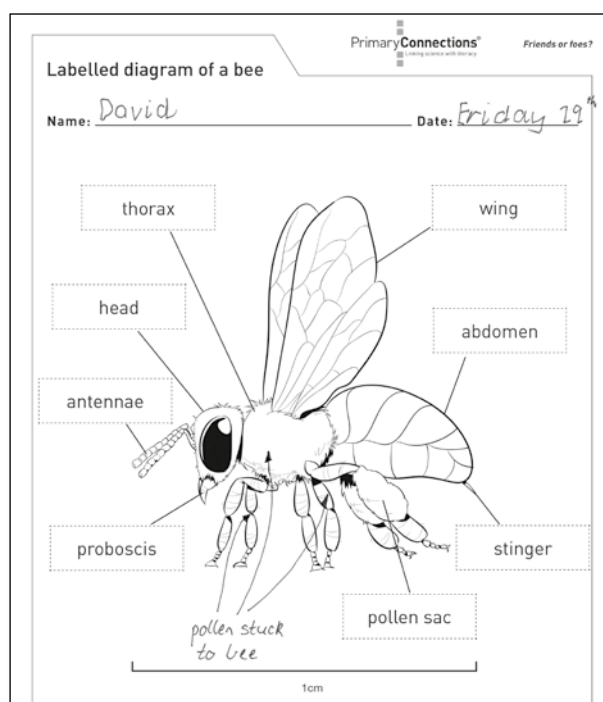 PrimaryConnections®
Linking science with literacy
Friends or foes?
Labelled diagram of a bee
Name: David
Date: Friday 29th
thorax
wing
head
abdomen
antennae
proboscis
stinger
pollen sac
pollen stuck
to bee
1cm